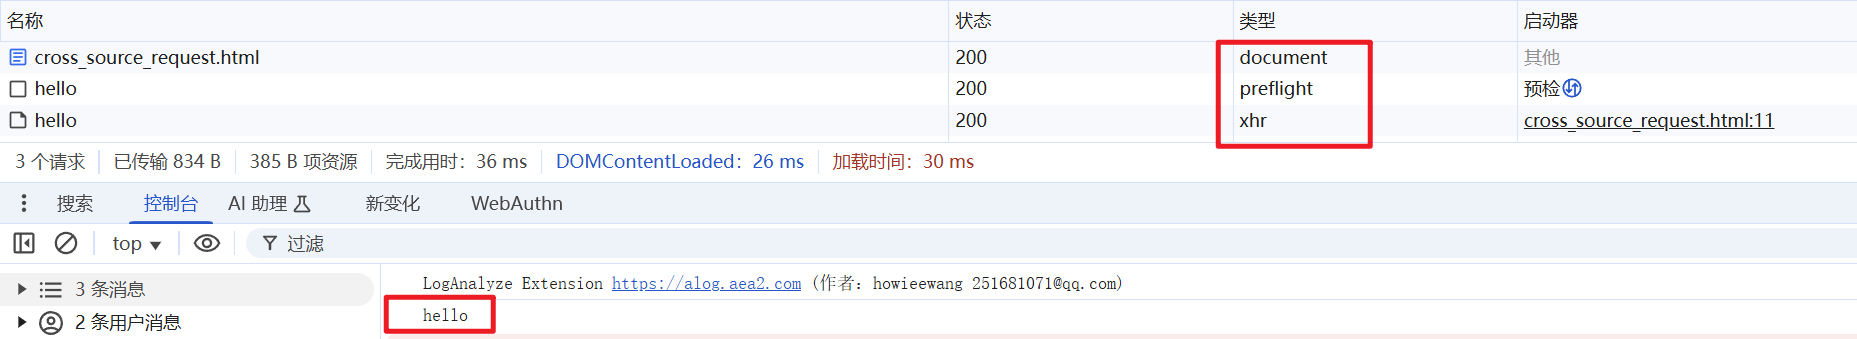 名称 状态 类型 启动器
cross_source_request.html 200 document 其他
hello 200 preflight 预检
hello 200 xhr cross_source_request.html:11
3 个请求 已传输 834 B 385 B 项资源 完成用时：36 ms DOMContentLoaded：26 ms 加载时间：30 ms
搜索 控制台 AI 助理 新变化 WebAuthn
top 过滤
3 条消息
LogAnalyze Extension https://alog.aea2.com (作者：howieewang 251681071@qq.com)
hello
2 条用户消息